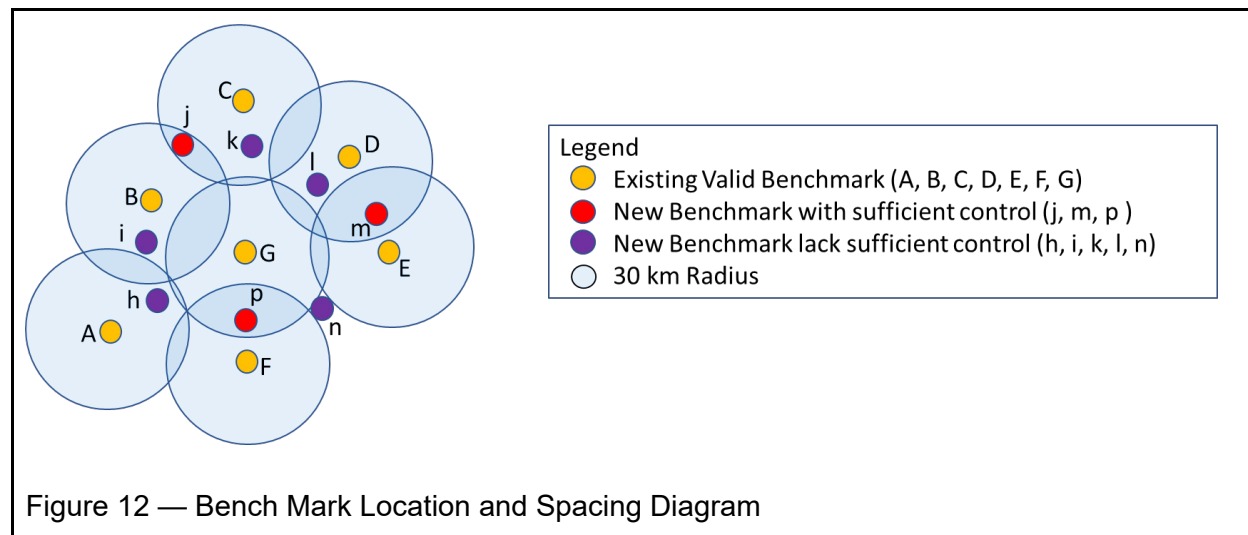 C
j
k
D
l
B
m
i
G
E
h
p
n
A
F
Legend
Existing Valid Benchmark (A, B, C, D, E, F, G)
New Benchmark with sufficient control (j, m, p )
New Benchmark lack sufficient control (h, i, k, l, n)
30 km Radius
Figure 12 — Bench Mark Location and Spacing Diagram